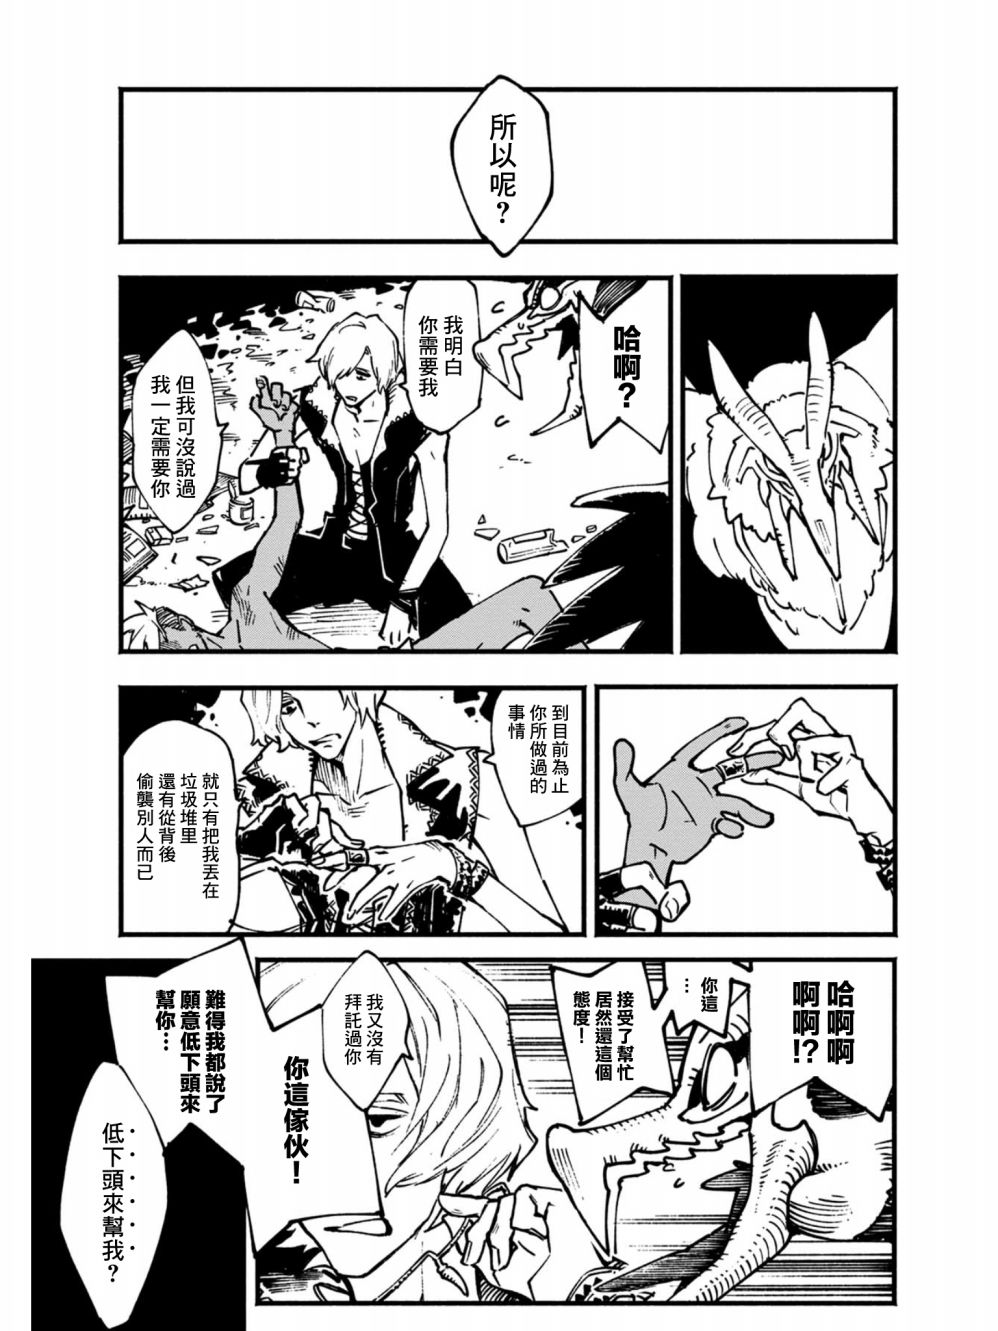 所以呢？
哈啊？
我明白
你需要我
但我可沒說過
我一定需要你
到目前為止
你所做過的
事情
就只有把我丟在
垃圾堆里
還有從背後
偷襲別人而已
哈啊啊
啊啊!?
你這
…
接受了幫忙
居然還這個
態度！
我又沒有
拜託過你
你這傢伙！
難得我都說了
願意低下頭來
幫你…
低下頭來幫我？